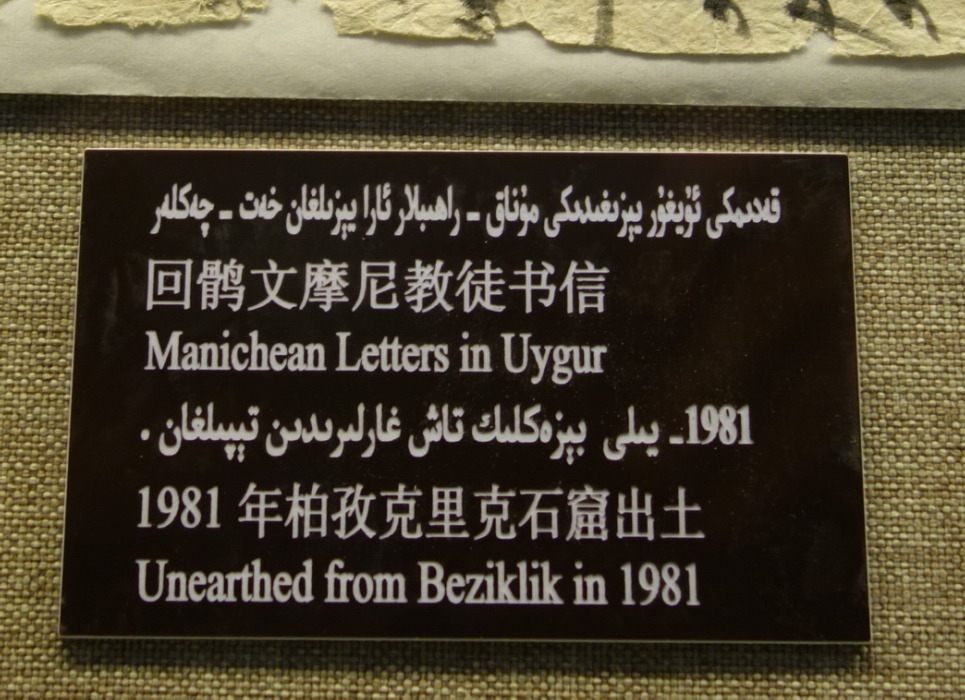 قەدىمكى ئۇيغۇر يېزىغىدىكى مۇناق - راھىبلار ئارا يېزىلغان خەت - چەكلەر
回鹘文摩尼教徒书信
Manichean Letters in Uygur
1981- يىلى بېزەكلىك تاش غارلىرىدىن تېپىلغان .
1981 年柏孜克里克石窟出土
Unearthed from Beziklik in 1981